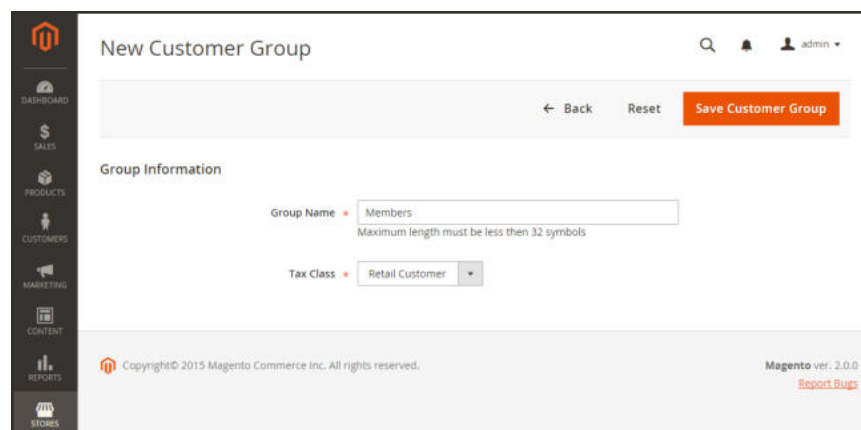 New Customer Group
admin
← Back Reset Save Customer Group
DASHBOARD
$
SALES
PRODUCTS
CUSTOMERS
MARKETING
CONTENT
REPORTS
STORES
Group Information
Group Name * Members
Maximum length must be less then 32 symbols
Tax Class * Retail Customer
Copyright© 2015 Magento Commerce Inc. All rights reserved.
Magento ver. 2.0.0
Report Bugs